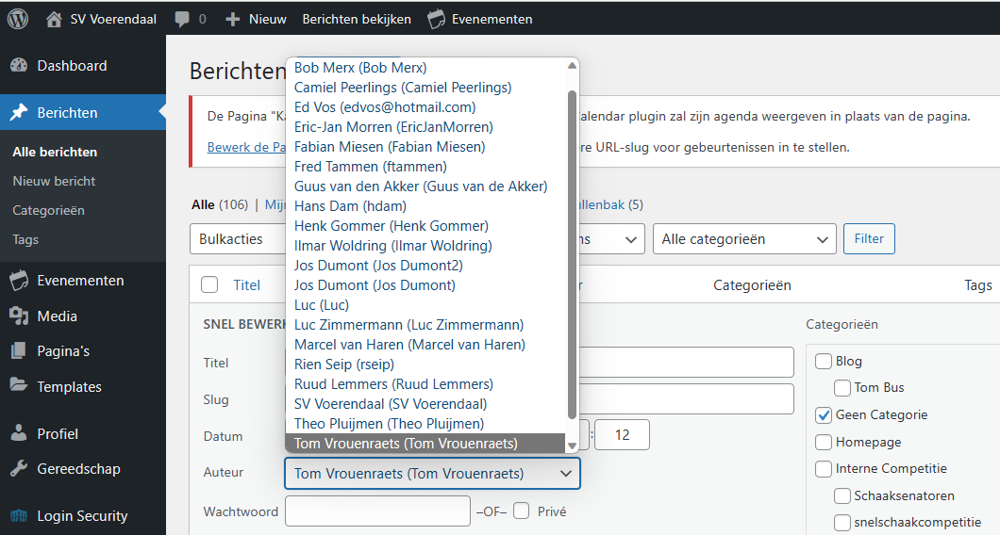 SV Voerendaal 0 Nieuw Berichten bekijken Evenementen
Dashboard
Berichten
Alle berichten
Nieuw bericht
Categorieën
Tags
Evenementen
Media
Pagina's
Templates
Profiel
Gereedschap
Login Security
Berichten
De Pagina "Ka Calendar plugin zal zijn agenda weergeven in plaats van de pagina.
Bewerk de Pa re URL-slug voor gebeurtenissen in te stellen.
Alle (106) | Mijn ullenbak (5)
Bulkacties ns Alle categorieën Filter
Titel r Categorieën Tags
SNEL BEWERK
Titel
Slug
Datum : 12
Auteur Tom Vrouenraets (Tom Vrouenraets)
Wachtwoord –OF– Privé
Bob Merx (Bob Merx)
Camiel Peerlings (Camiel Peerlings)
Ed Vos (edvos@hotmail.com)
Eric-Jan Morren (EricJanMorren)
Fabian Miesen (Fabian Miesen)
Fred Tammen (ftammen)
Guus van den Akker (Guus van de Akker)
Hans Dam (hdam)
Henk Gommer (Henk Gommer)
Ilmar Woldring (Ilmar Woldring)
Jos Dumont (Jos Dumont2)
Jos Dumont (Jos Dumont)
Luc (Luc)
Luc Zimmermann (Luc Zimmermann)
Marcel van Haren (Marcel van Haren)
Rien Seip (rseip)
Ruud Lemmers (Ruud Lemmers)
SV Voerendaal (SV Voerendaal)
Theo Pluijmen (Theo Pluijmen)
Tom Vrouenraets (Tom Vrouenraets)
Categorieën
Blog
Tom Bus
Geen Categorie
Homepage
Interne Competitie
Schaaksenatoren
snelschaakcompetitie